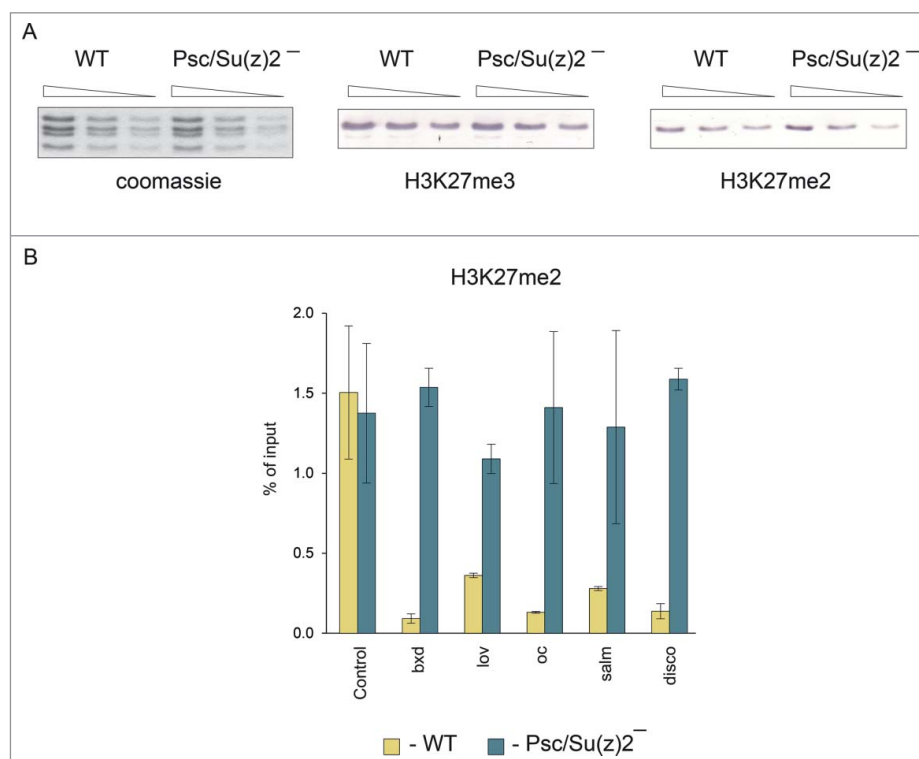 A
WT Psc/Su(z)2⁻ WT Psc/Su(z)2⁻ WT Psc/Su(z)2⁻
coomassie H3K27me3 H3K27me2
B
H3K27me2
2.0
1.5
1.0
0.5
0.0
% of input
Control bxd lov oc salm disco
- WT - Psc/Su(z)2⁻